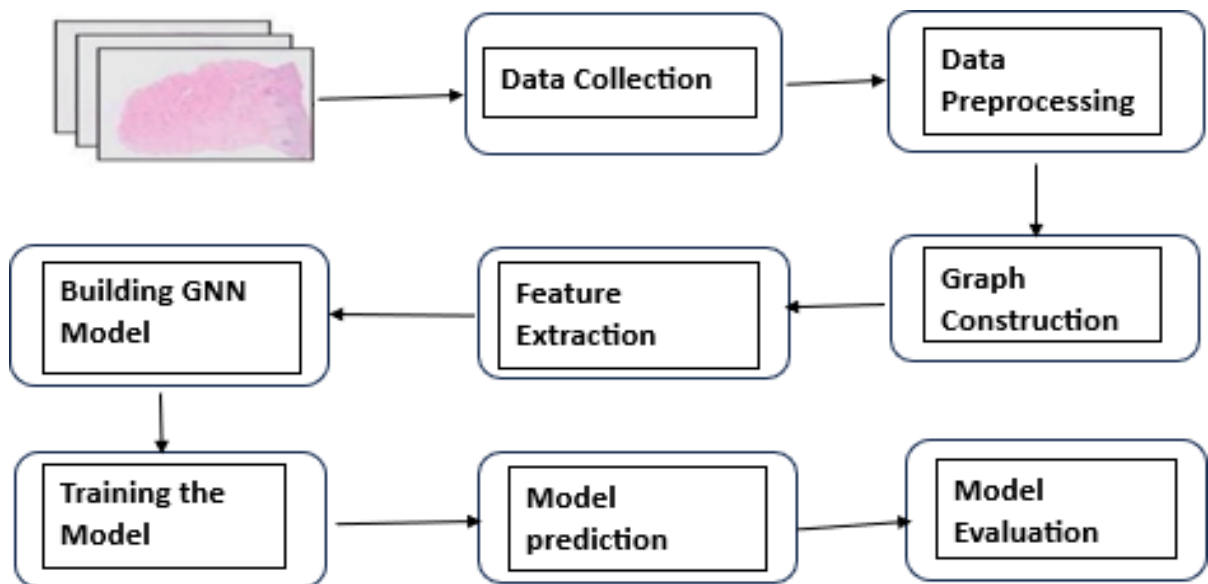 Data Collection
Data
Preprocessing
Graph
Construction
Feature
Extraction
Building GNN
Model
Training the
Model
Model
prediction
Model
Evaluation